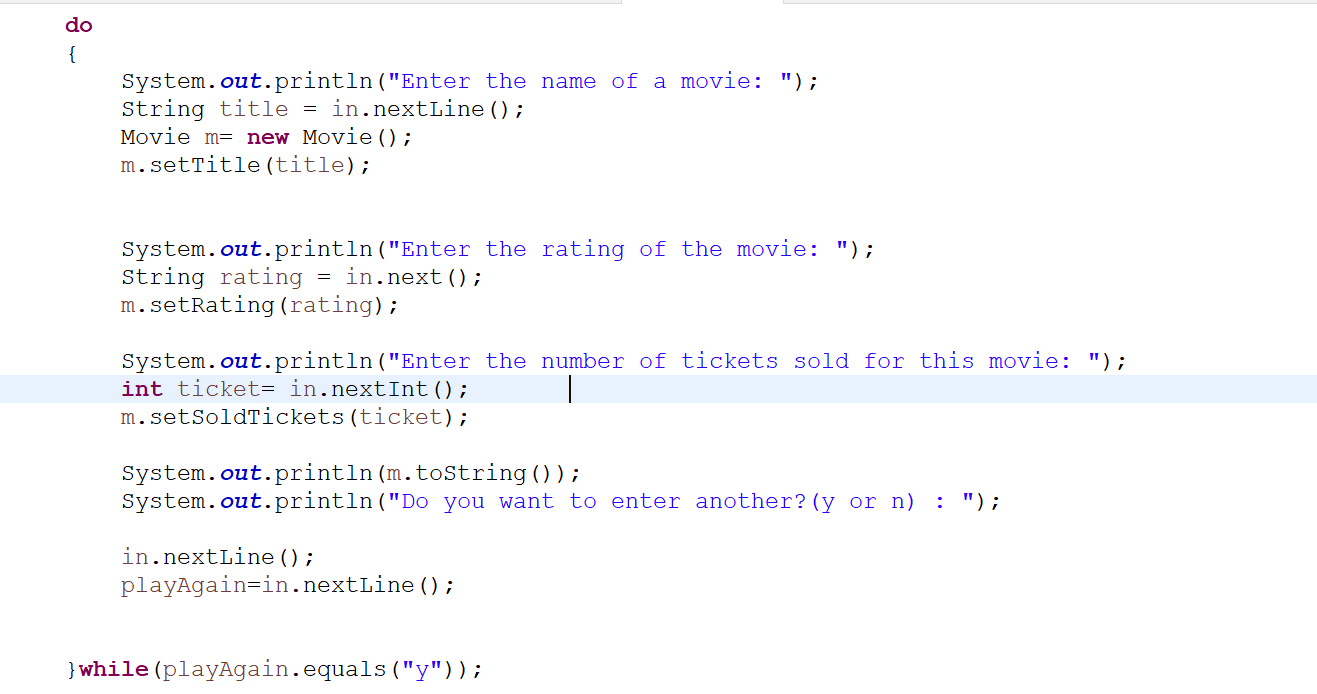 do
{
System.out.println("Enter the name of a movie: ");
String title = in.nextLine();
Movie m= new Movie();
m.setTitle(title);
System.out.println("Enter the rating of the movie: ");
String rating = in.next();
m.setRating(rating);
System.out.println("Enter the number of tickets sold for this movie: ");
int ticket= in.nextInt();
m.setSoldTickets(ticket);
System.out.println(m.toString());
System.out.println("Do you want to enter another?(y or n) : ");
in.nextLine();
playAgain=in.nextLine();
}while(playAgain.equals("y"));